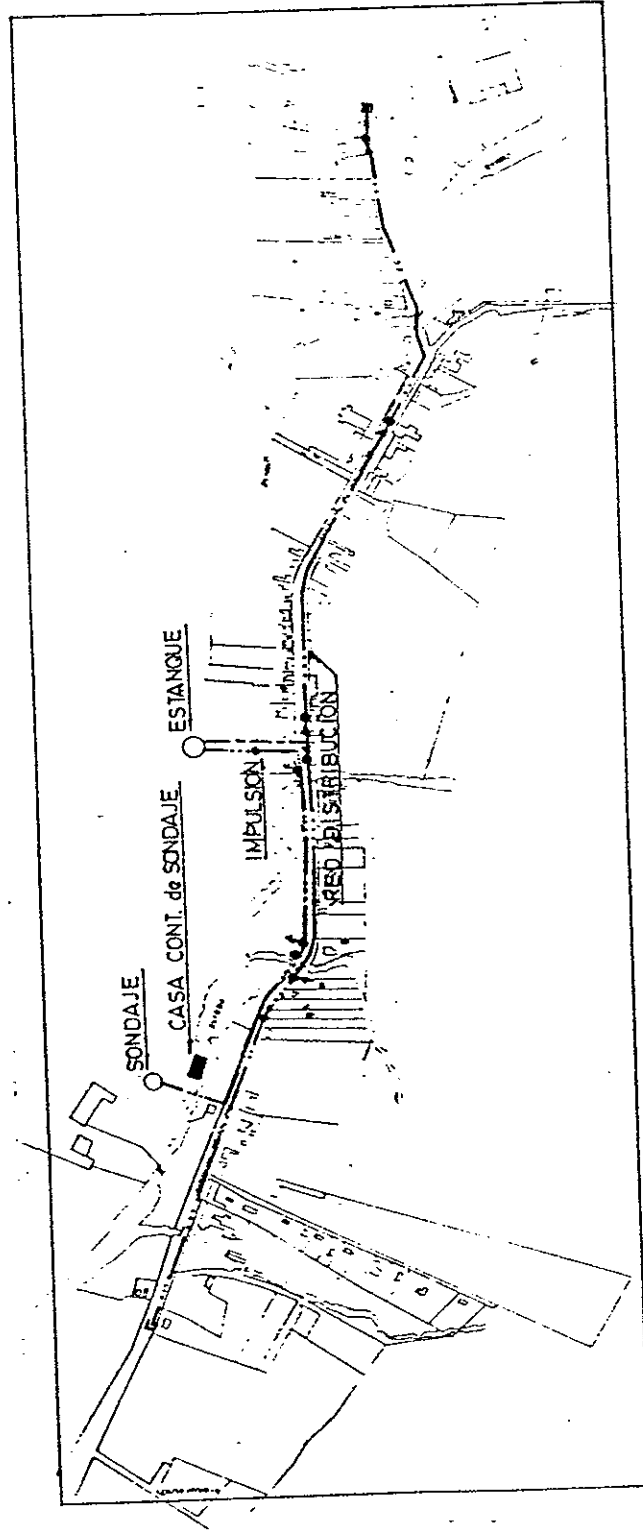 SONDAJE
CASA CONT. de SONDAJE
ESTANQUE
IMPULSION
RED DISTRIBUCION